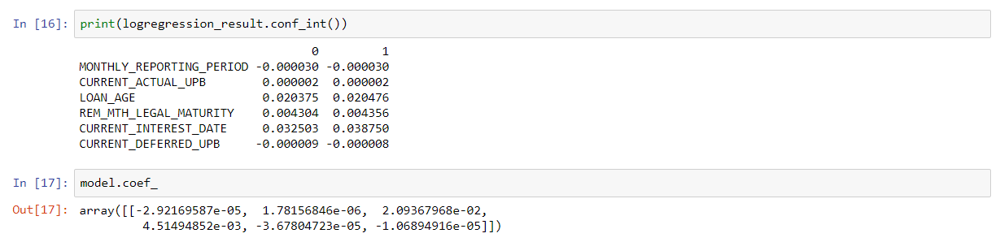 In [16]: print(logregression_result.conf_int())
0 1
MONTHLY_REPORTING_PERIOD -0.000030 -0.000030
CURRENT_ACTUAL_UPB 0.000002 0.000002
LOAN_AGE 0.020375 0.020476
REM_MTH_LEGAL_MATURITY 0.004304 0.004356
CURRENT_INTEREST_DATE 0.032503 0.038750
CURRENT_DEFERRED_UPB -0.000009 -0.000008
In [17]: model.coef_
Out[17]: array([[-2.92169587e-05, 1.78156846e-06, 2.09367968e-02,
4.51494852e-03, -3.67804723e-05, -1.06894916e-05]])